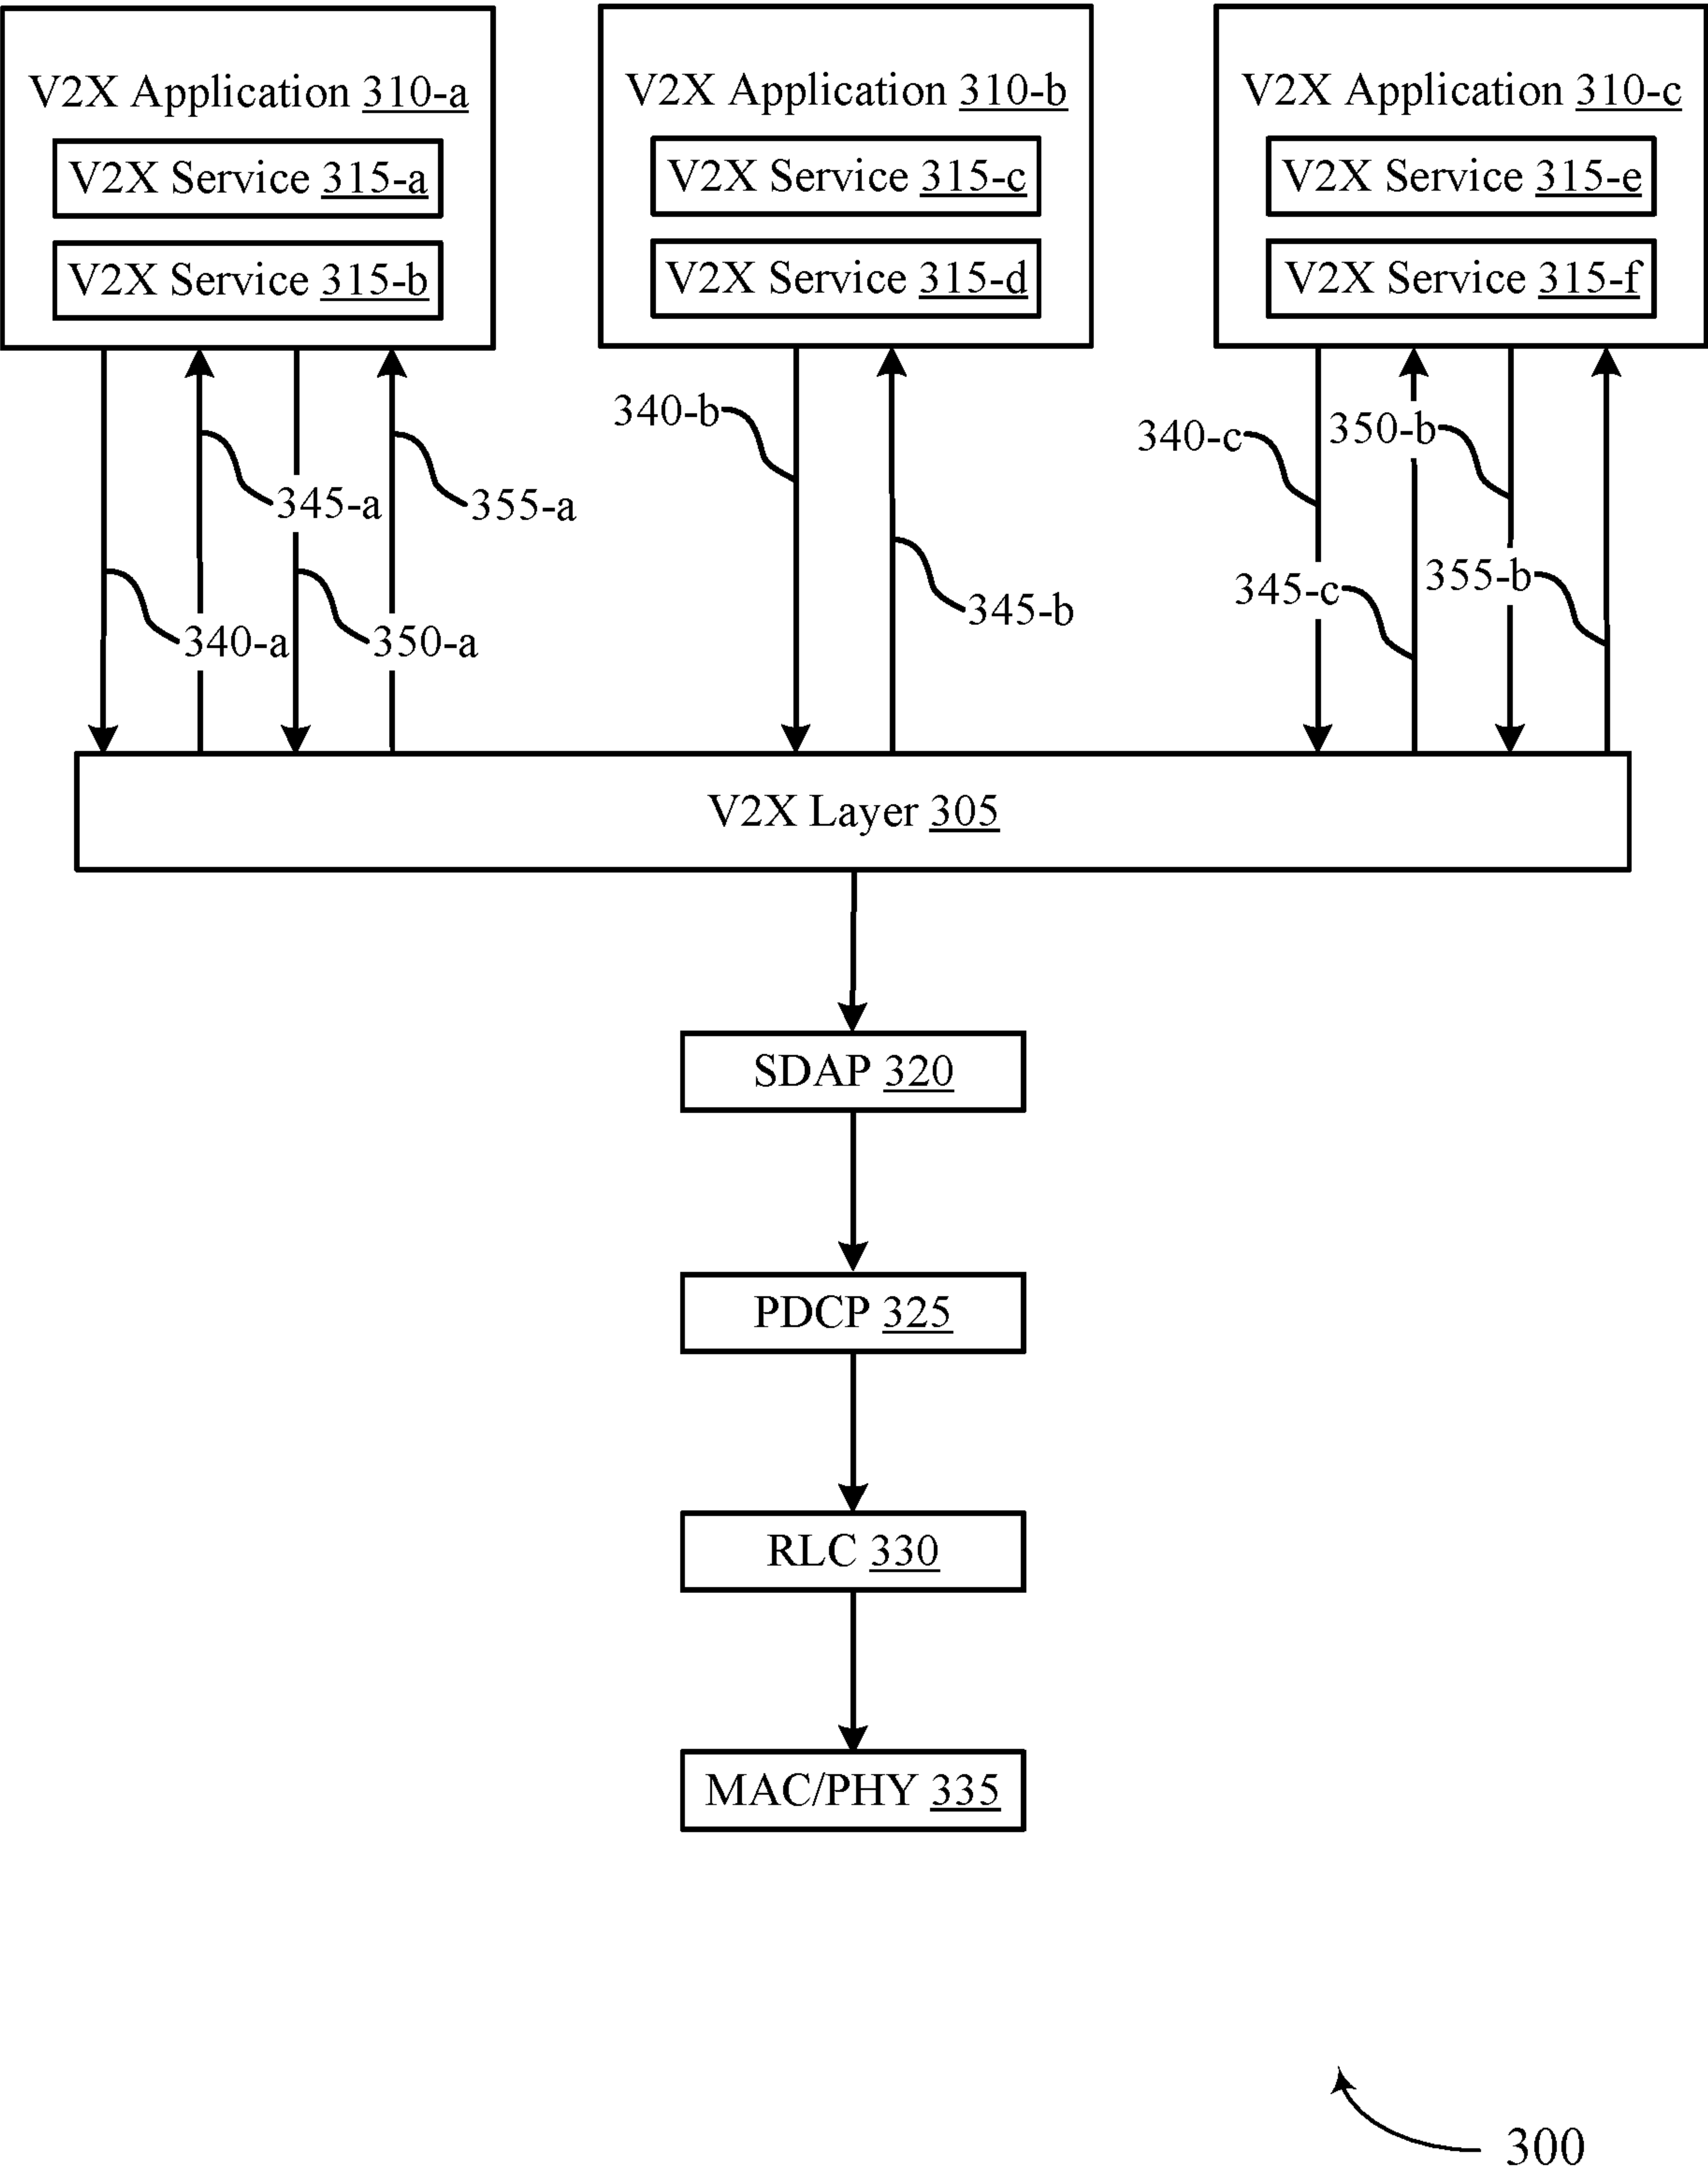 V2X Application 310-a
V2X Service 315-a
V2X Service 315-b
V2X Application 310-b
V2X Service 315-c
V2X Service 315-d
V2X Application 310-c
V2X Service 315-e
V2X Service 315-f
345-a
355-a
340-a
350-a
340-b
345-b
340-c
350-b
345-c
355-b
V2X Layer 305
SDAP 320
PDCP 325
RLC 330
MAC/PHY 335
300